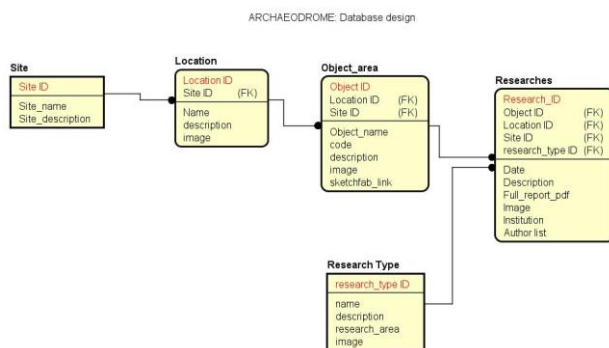 ARCHAEODROME: Database design
Site
Site ID
Site_name
Site_description
Location
Location ID
Site ID (FK)
Name
description
image
Object_area
Object ID
Location ID (FK)
Site ID (FK)
Object_name
code
description
image
sketchfab_link
Researches
Research_ID
Object ID (FK)
Location ID (FK)
Site ID (FK)
research_type ID (FK)
Date
Description
Full_report_pdf
Image
Institution
Author list
Research Type
research_type ID
name
description
research_area
image